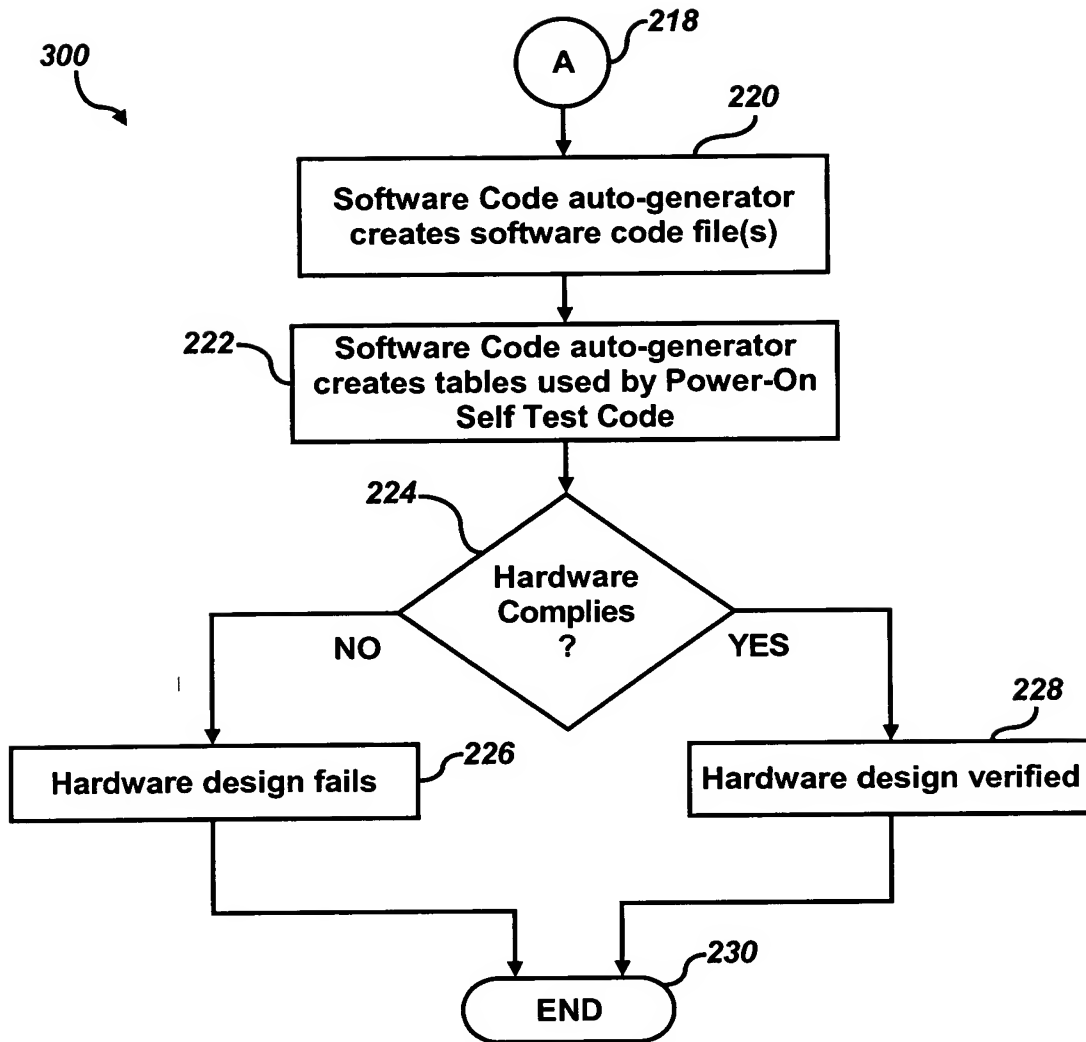 218
300
A
220
Software Code auto-generator
creates software code file(s)
222
Software Code auto-generator
creates tables used by Power-On
Self Test Code
224
Hardware
Complies
?
NO
YES
228
226
Hardware design fails
Hardware design verified
230
END